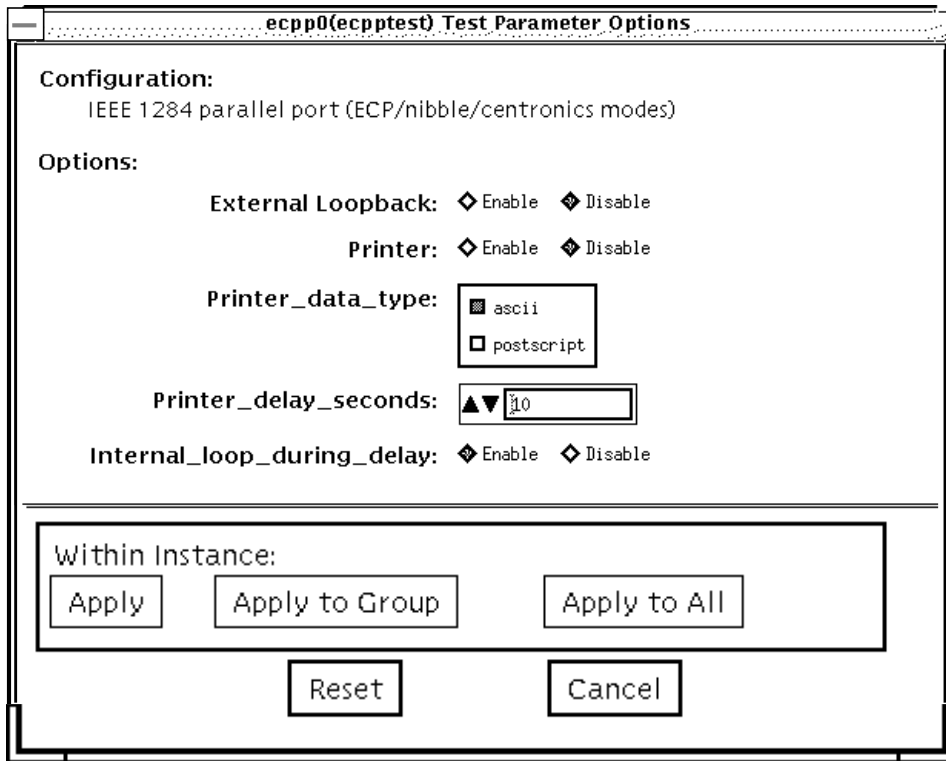 ecpp0(ecpptest) Test Parameter Options
Configuration:
IEEE 1284 parallel port (ECP/nibble/centronics modes)
Options:
External Loopback: Enable Disable
Printer: Enable Disable
Printer_data_type: ascii
postscript
Printer_delay_seconds: 10
Internal_loop_during_delay: Enable Disable
Within Instance:
Apply Apply to Group Apply to All
Reset Cancel